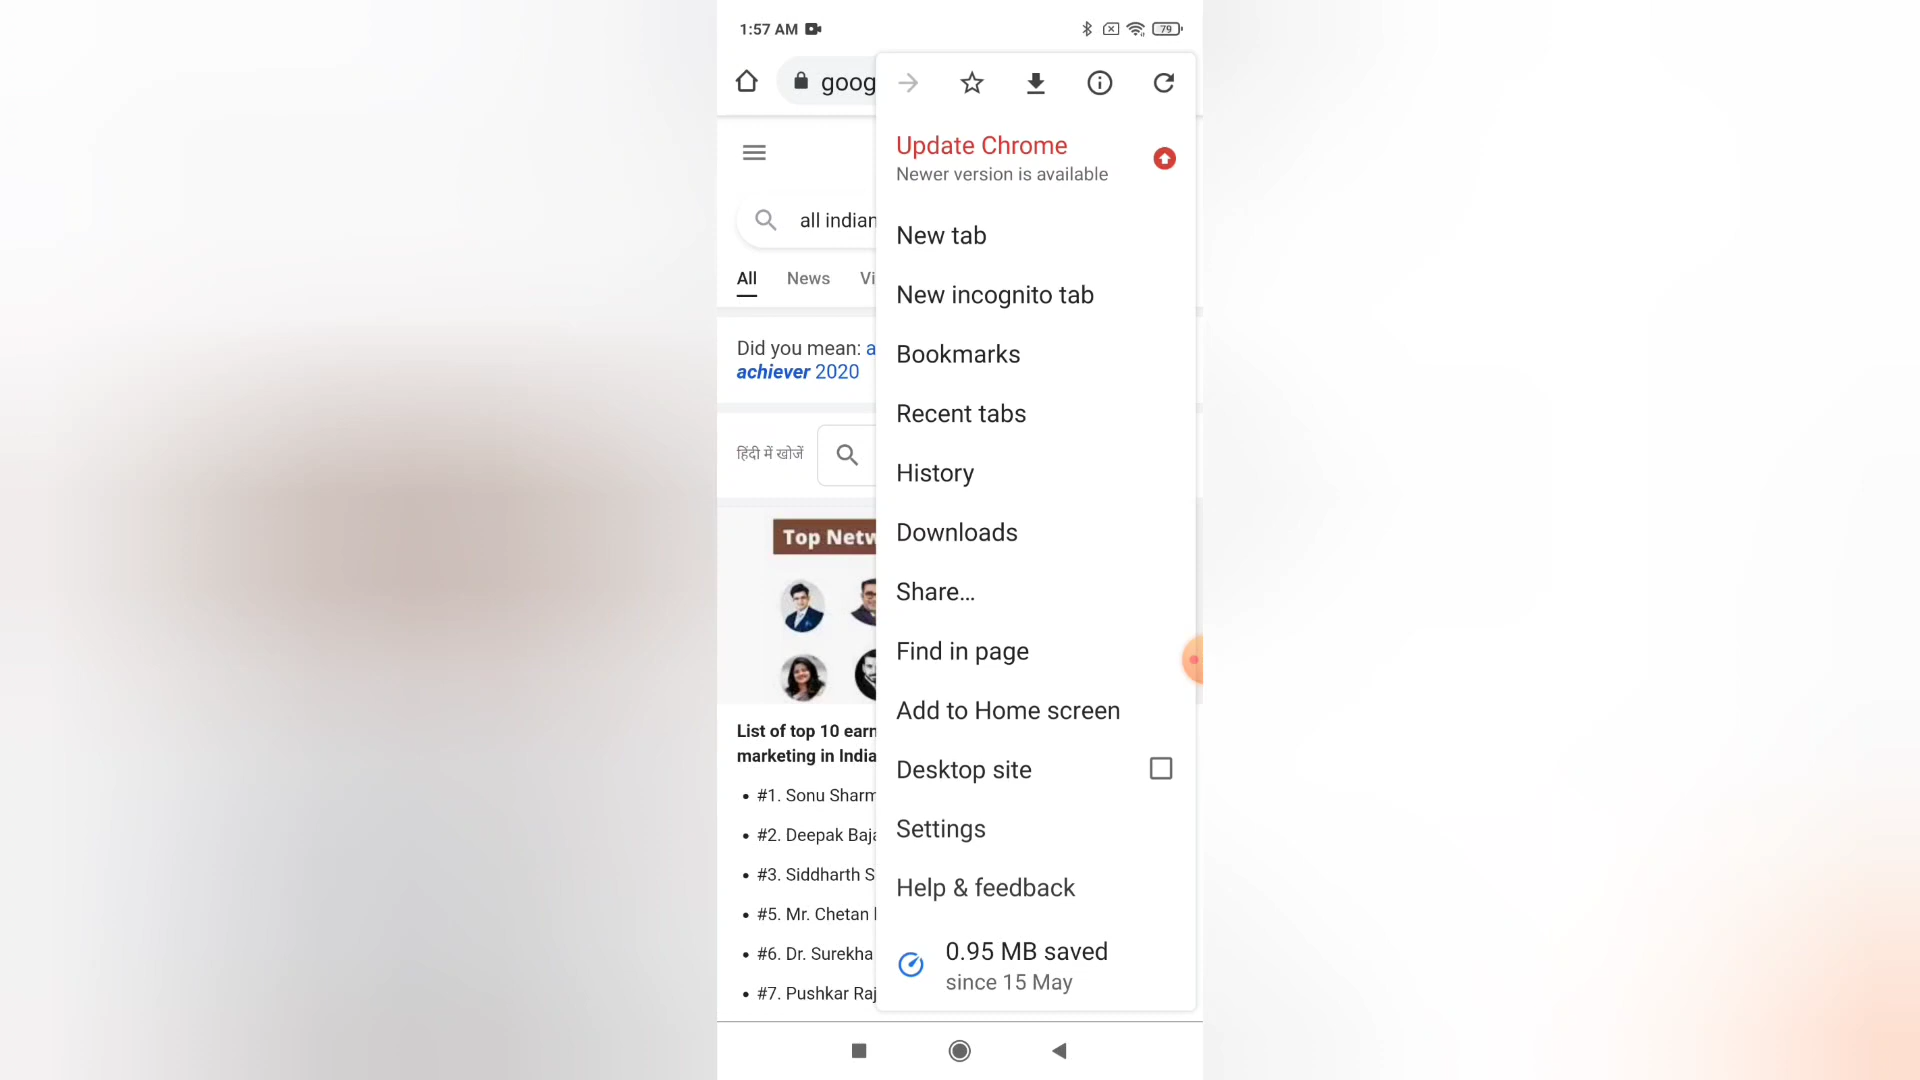 1:57 AM
79
goog
Update Chrome
Newer version is available
all indian
New tab
All News Vi
New incognito tab
Did you mean: a
achiever 2020
Bookmarks
Recent tabs
हिंदी में खोजें
History
Top Netw
Downloads
Share...
Find in page
Add to Home screen
List of top 10 earn
marketing in India
Desktop site
#1. Sonu Sharm
#2. Deepak Baja
Settings
#3. Siddharth S
Help & feedback
#5. Mr. Chetan
#6. Dr. Surekha
0.95 MB saved
since 15 May
#7. Pushkar Raj